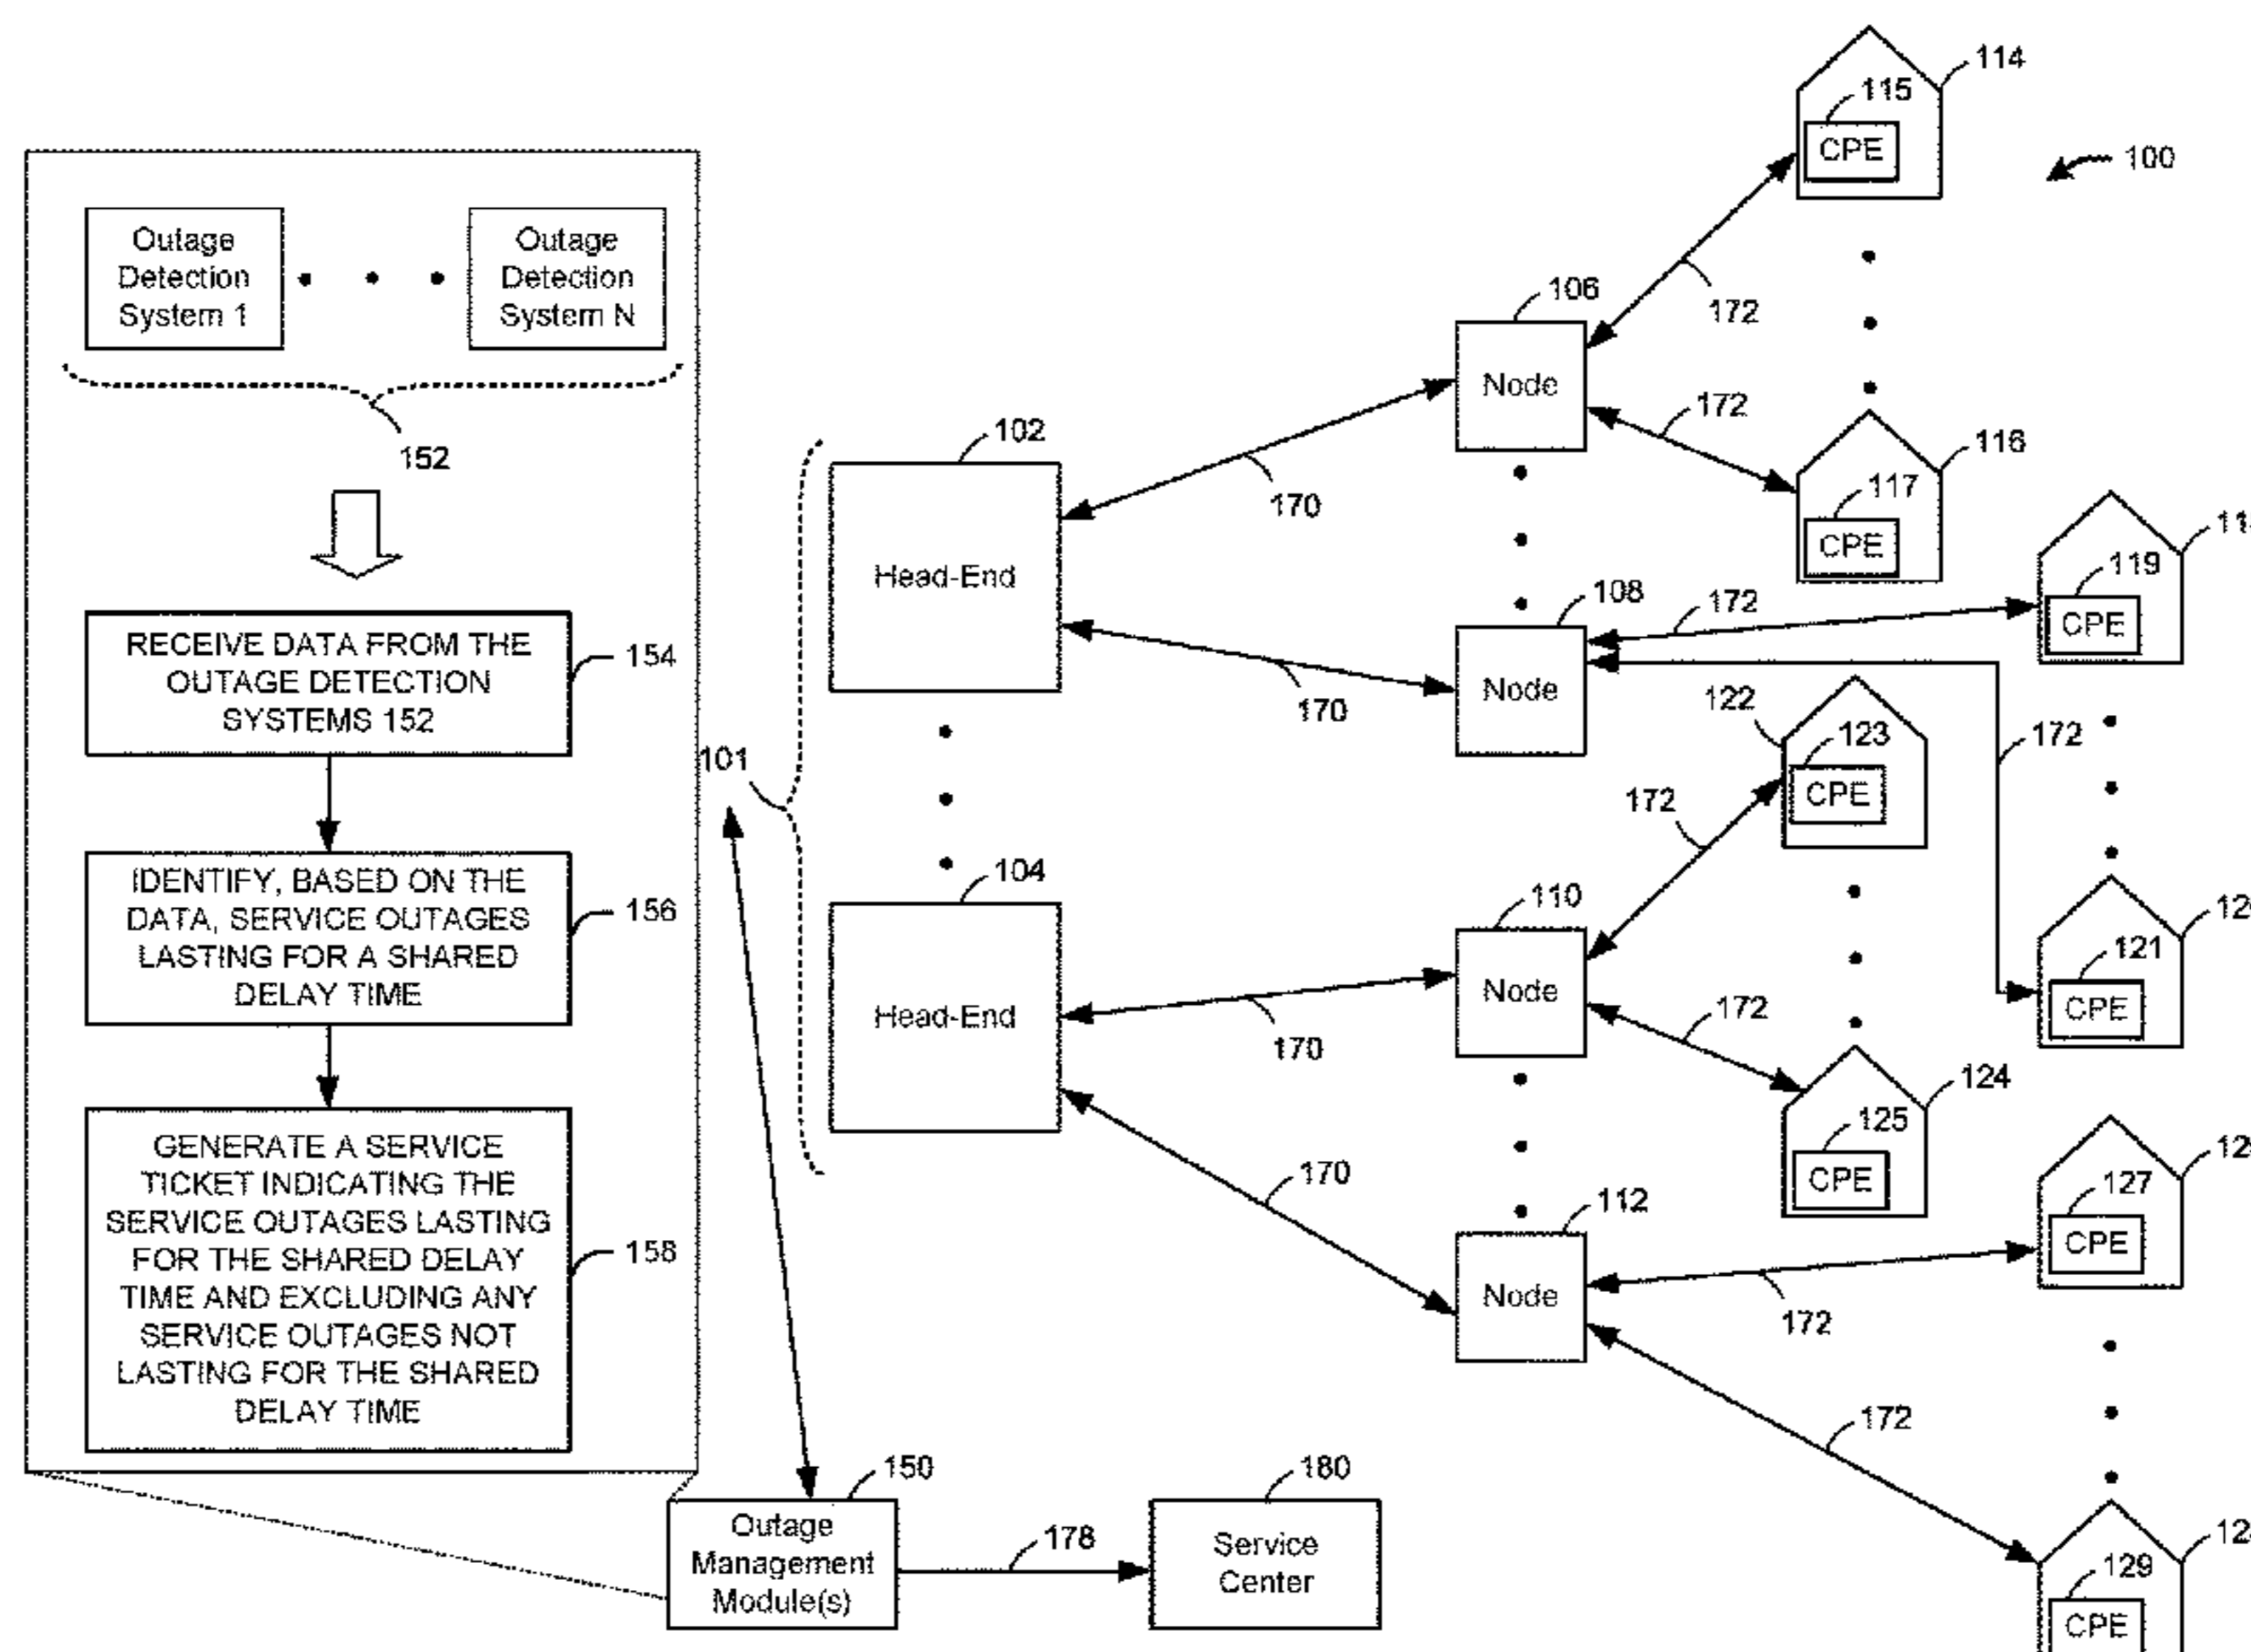 Outage
Detection
System 1
Outage
Detection
System N
152
RECEIVE DATA FROM THE
OUTAGE DETECTION
SYSTEMS 152
154
IDENTIFY, BASED ON THE
DATA, SERVICE OUTAGES
LASTING FOR A SHARED
DELAY TIME
156
GENERATE A SERVICE
TICKET INDICATING THE
SERVICE OUTAGES LASTING
FOR THE SHARED DELAY
TIME AND EXCLUDING ANY
SERVICE OUTAGES NOT
LASTING FOR THE SHARED
DELAY TIME
158
101
102
Head-End
104
Head-End
170
170
170
170
106
Node
108
Node
110
Node
112
Node
172
172
172
172
172
172
172
172
114
115
CPE
100
116
117
CPE
119
CPE
122
123
CPE
121
CPE
124
125
CPE
127
CPE
129
CPE
150
Outage
Management
Module(s)
178
180
Service
Center